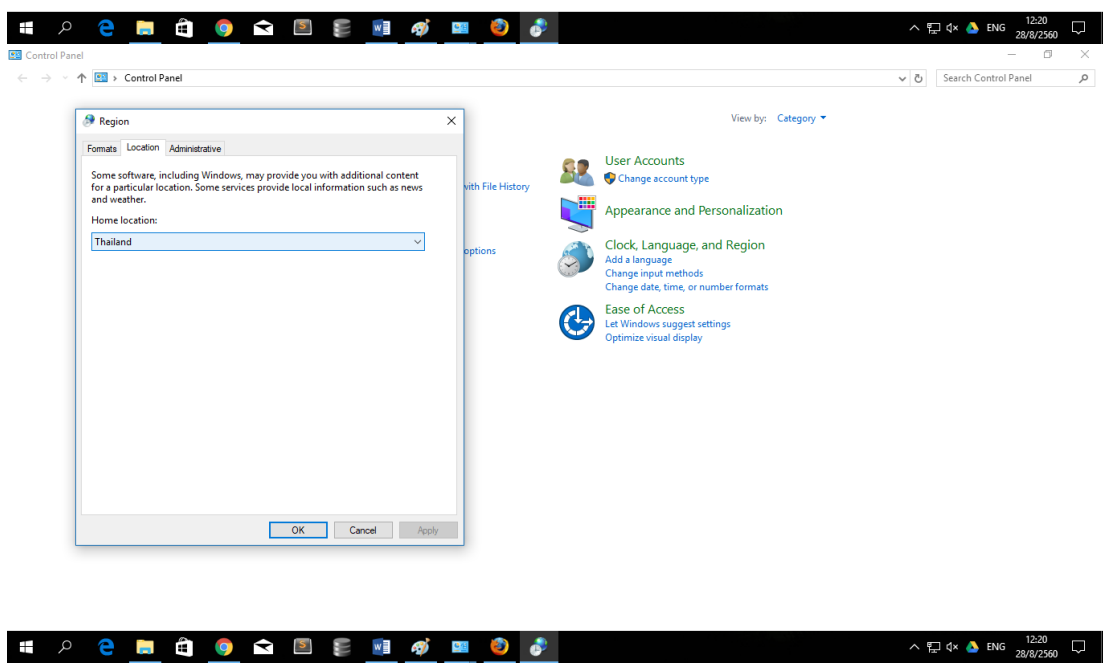 ENG
12:20
28/8/2560
Control Panel
Control Panel
Search Control Panel
View by: Category
Region
Formats Location Administrative
Some software, including Windows, may provide you with additional content
for a particular location. Some services provide local information such as news
and weather.
Home location:
Thailand
OK Cancel Apply
with File History
options
User Accounts
Change account type
Appearance and Personalization
Clock, Language, and Region
Add a language
Change input methods
Change date, time, or number formats
Ease of Access
Let Windows suggest settings
Optimize visual display
ENG
12:20
28/8/2560